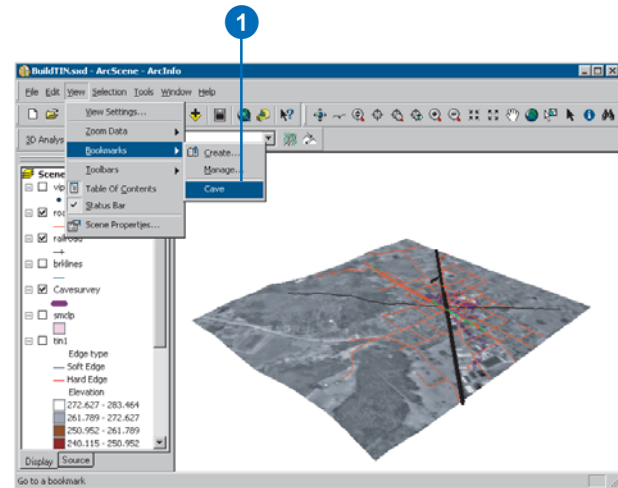 1
BuildTIN.sxd - ArcScene - ArcInfo
File Edit View Selection Tools Window Help
View Settings...
Zoom Data
3D Analys
Bookmarks
Create...
Manage...
Cave
Toolbars
Table Of Contents
Status Bar
Scene Properties...
Scene
vip
roa
railroad
brklines
Cavesurvey
smclp
tin1
Edge type
Soft Edge
Hard Edge
Elevation
272.627 - 283.464
261.789 - 272.627
250.952 - 261.789
240.115 - 250.952
Display Source
Go to a bookmark